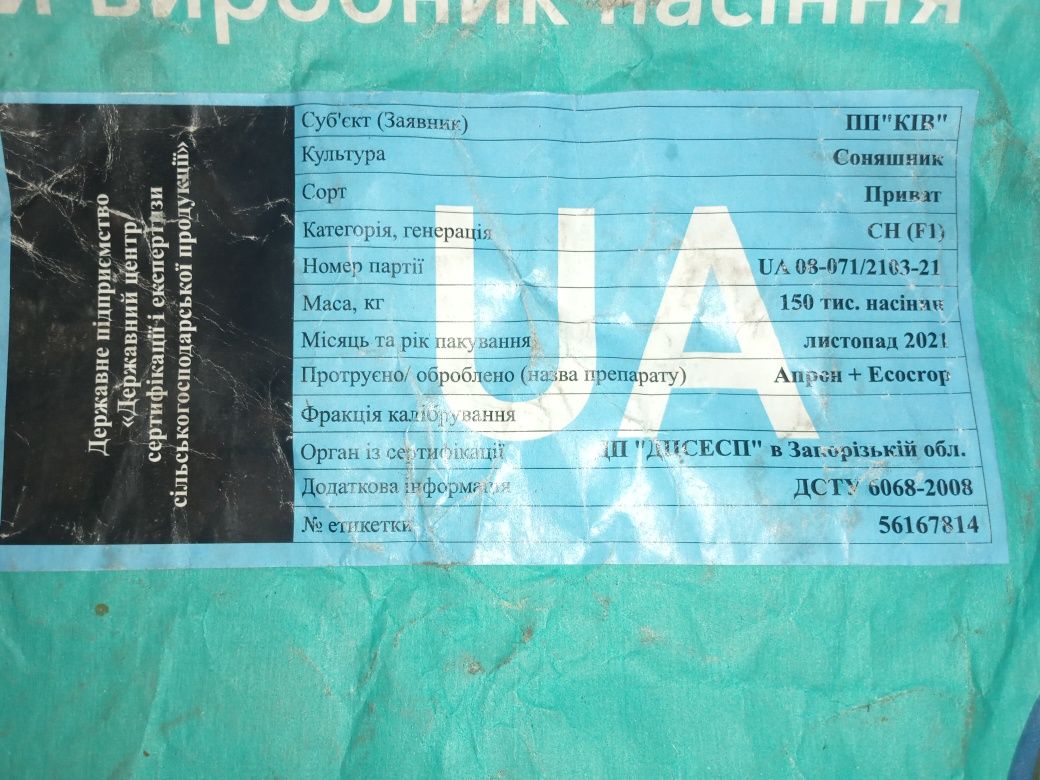 й виробник насіння
Державне підприємство
«Державний центр
сертифікації і експертизи
сільськогосподарської продукції»
Суб'єкт (Заявник) ПП"КІВ"
Культура Соняшник
Сорт Приват
Категорія, генерація СН (F1)
Номер партії UA 08-071/2103-21
Маса, кг 150 тис. насінин
Місяць та рік пакування листопад 2021
Протруєно/ оброблено (назва препарату) Апрон + Ecocrop
Фракція калібрування
Орган із сертифікації ДП "ДЦСЕСП" в Запорізькій обл.
Додаткова інформація ДСТУ 6068-2008
№ етикетки 56167814
UA